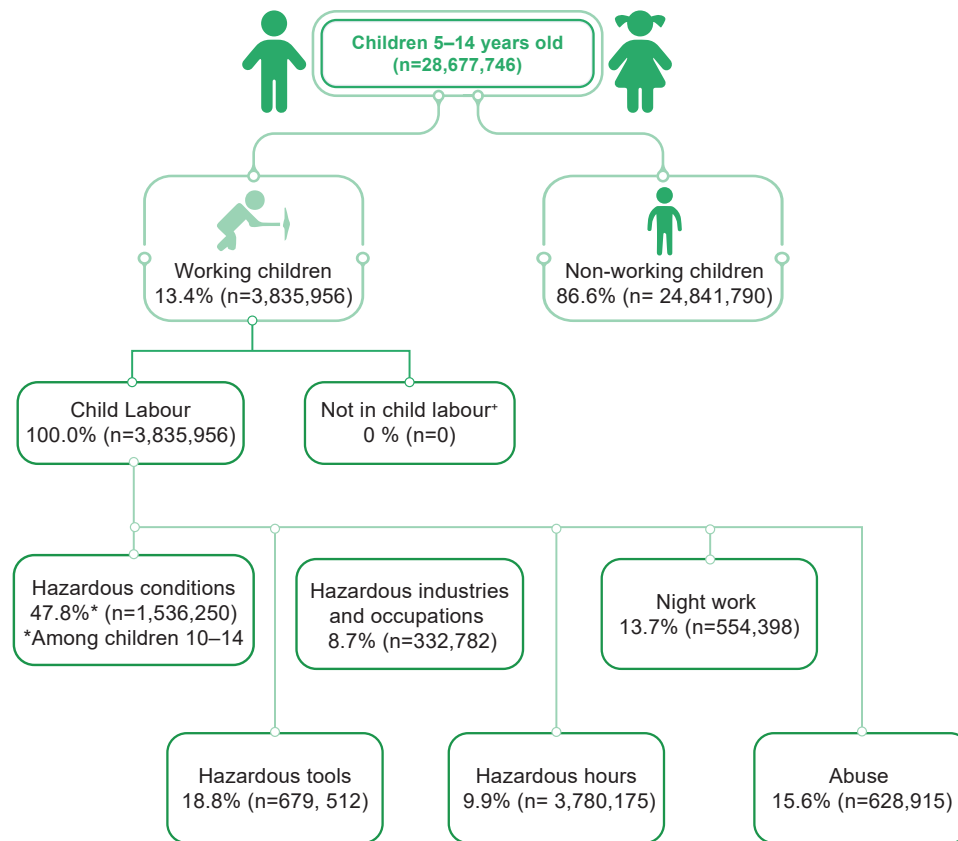 Children 5–14 years old
(n=28,677,746)
Working children
13.4% (n=3,835,956)
Non-working children
86.6% (n= 24,841,790)
Child Labour
100.0% (n=3,835,956)
Not in child labour⁺
0 % (n=0)
Hazardous conditions
47.8%* (n=1,536,250)
*Among children 10–14
Hazardous industries
and occupations
8.7% (n=332,782)
Night work
13.7% (n=554,398)
Hazardous tools
18.8% (n=679, 512)
Hazardous hours
9.9% (n= 3,780,175)
Abuse
15.6% (n=628,915)